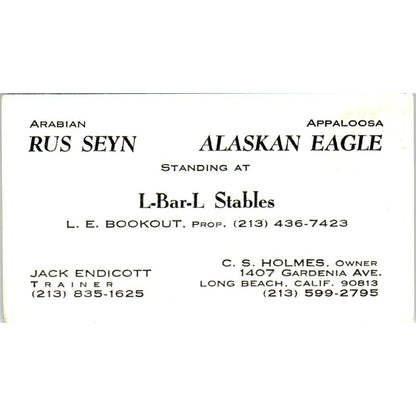 Arabian Appaloosa
RUS SEYN ALASKAN EAGLE
Standing at
L-Bar-L Stables
L. E. BOOKOUT, Prop. (213) 436-7423
JACK ENDICOTT
Trainer
(213) 835-1625
C. S. HOLMES, Owner
1407 Gardenia Ave.
Long Beach, Calif. 90813
(213) 599-2795